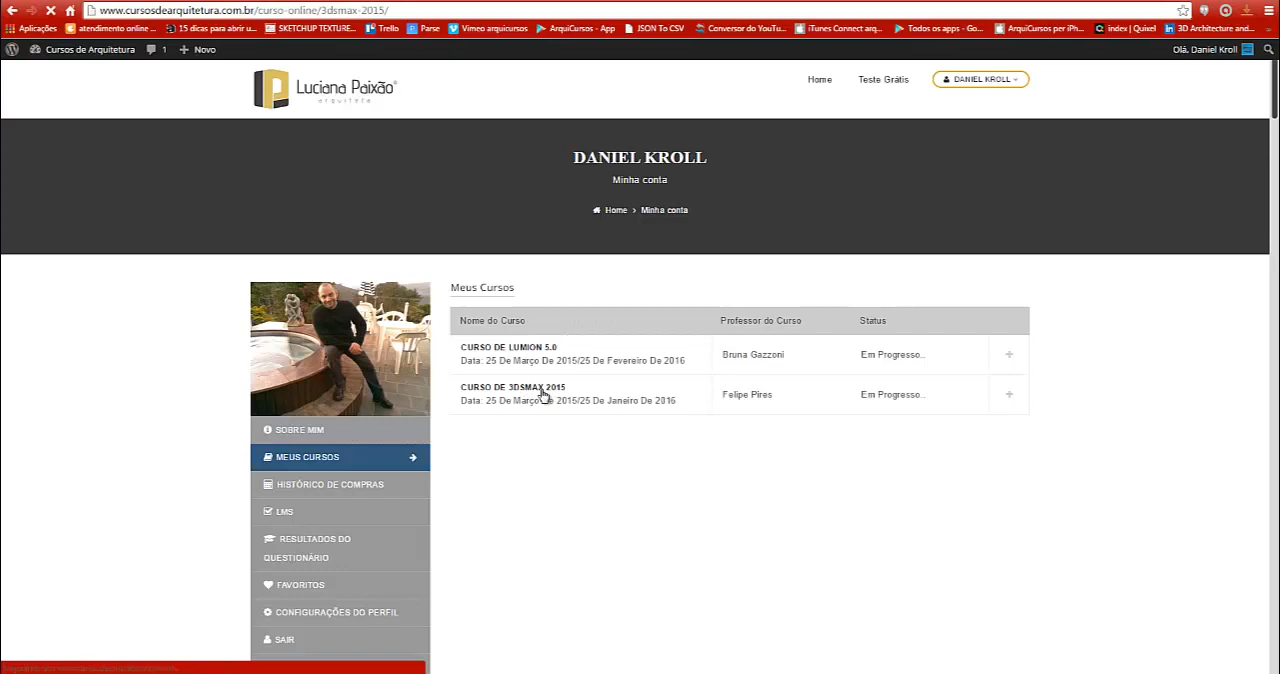 www.cursosdearquitetura.com.br/curso-online/3dsmax-2015/
Aplicações atendimento online ... 15 dicas para abrir u... SKETCHUP TEXTURE... Trello Parse Vimeo arquicursos ArquiCursos - App JSON To CSV Conversor do YouTu... iTunes Connect arq... Todos os apps - Go... ArquiCursos per iPh... index | Quixel 3D Architecture and...
Cursos de Arquitetura 1 Novo Olá, Daniel Kroll
Luciana Paixão®
arquiteta
Home Teste Grátis DANIEL KROLL
DANIEL KROLL
Minha conta
Home › Minha conta
Meus Cursos
Nome do Curso Professor do Curso Status
CURSO DE LUMION 5.0
Data: 25 De Março De 2015/25 De Fevereiro De 2016 Bruna Gazzoni Em Progresso..
CURSO DE 3DSMAX 2015
Data: 25 De Março De 2015/25 De Janeiro De 2016 Felipe Pires Em Progresso..
SOBRE MIM
MEUS CURSOS
HISTÓRICO DE COMPRAS
LMS
RESULTADOS DO
QUESTIONÁRIO
FAVORITOS
CONFIGURAÇÕES DO PERFIL
SAIR